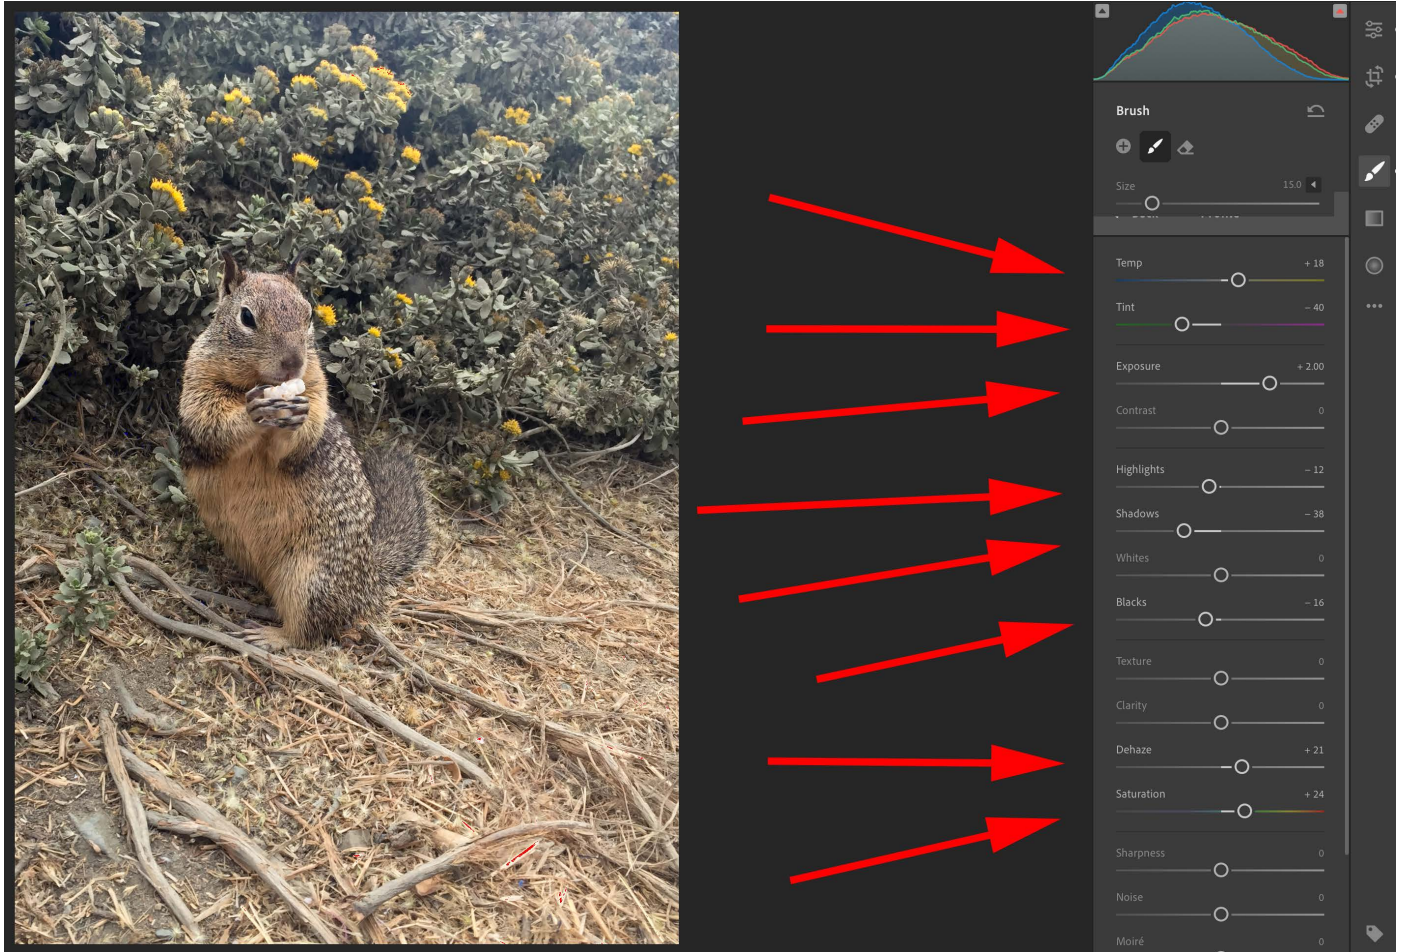 Brush
Size 15.0
Temp + 18
Tint – 40
Exposure + 2.00
Contrast 0
Highlights – 12
Shadows – 38
Whites 0
Blacks – 16
Texture 0
Clarity 0
Dehaze + 21
Saturation + 24
Sharpness 0
Noise 0
Moiré 0